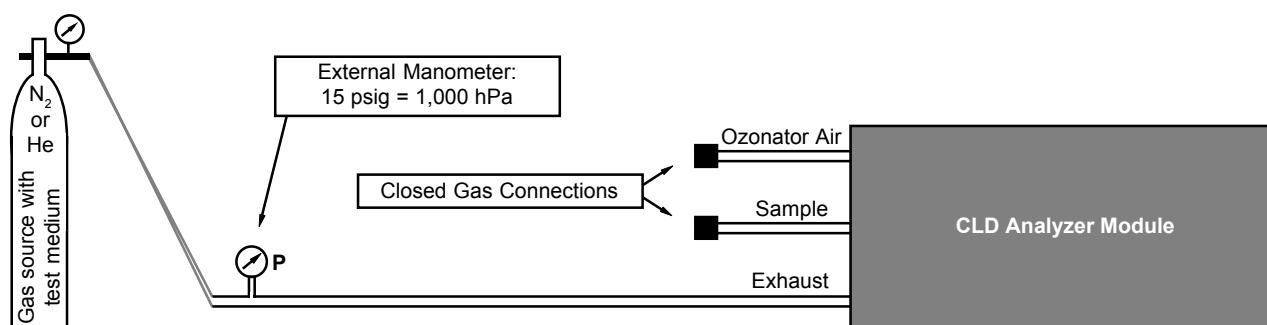 N2
or
He
Gas source with
test medium
External Manometer:
15 psig = 1,000 hPa
P
Closed Gas Connections
Ozonator Air
Sample
Exhaust
CLD Analyzer Module